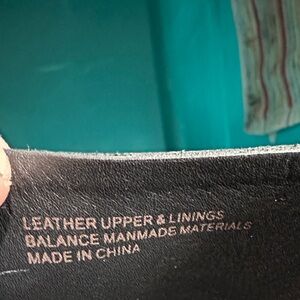 LEATHER UPPER & LININGS
BALANCE MANMADE MATERIALS
MADE IN CHINA